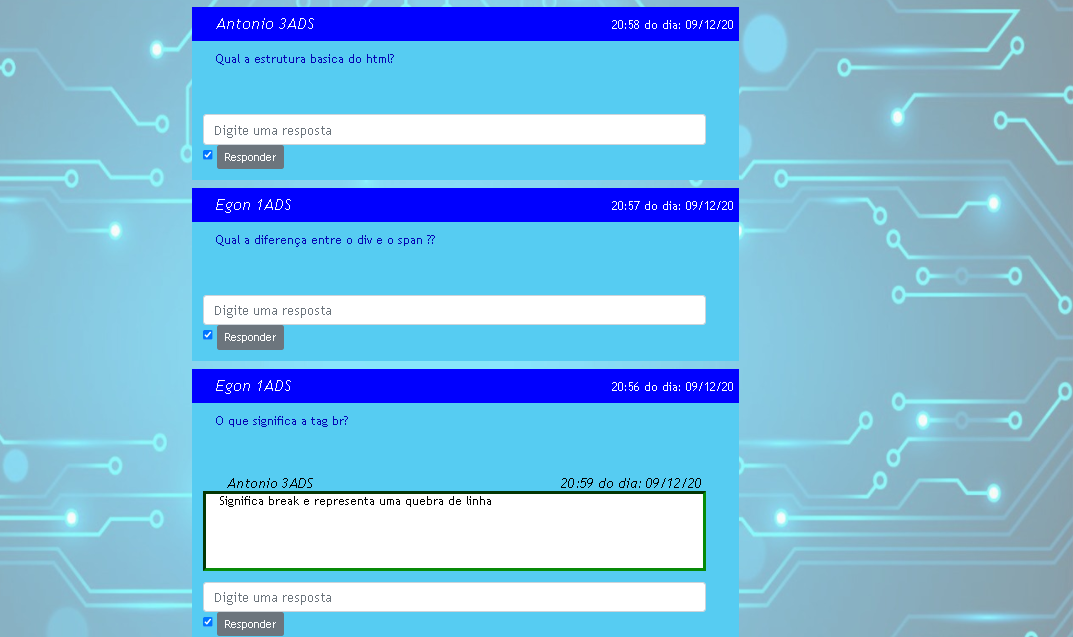 Antonio 3ADS 20:58 do dia: 09/12/20
Qual a estrutura basica do html?
Digite uma resposta
Responder
Egon 1ADS 20:57 do dia: 09/12/20
Qual a diferença entre o div e o span ??
Digite uma resposta
Responder
Egon 1ADS 20:56 do dia: 09/12/20
O que significa a tag br?
Antonio 3ADS 20:59 do dia: 09/12/20
Significa break e representa uma quebra de linha
Digite uma resposta
Responder